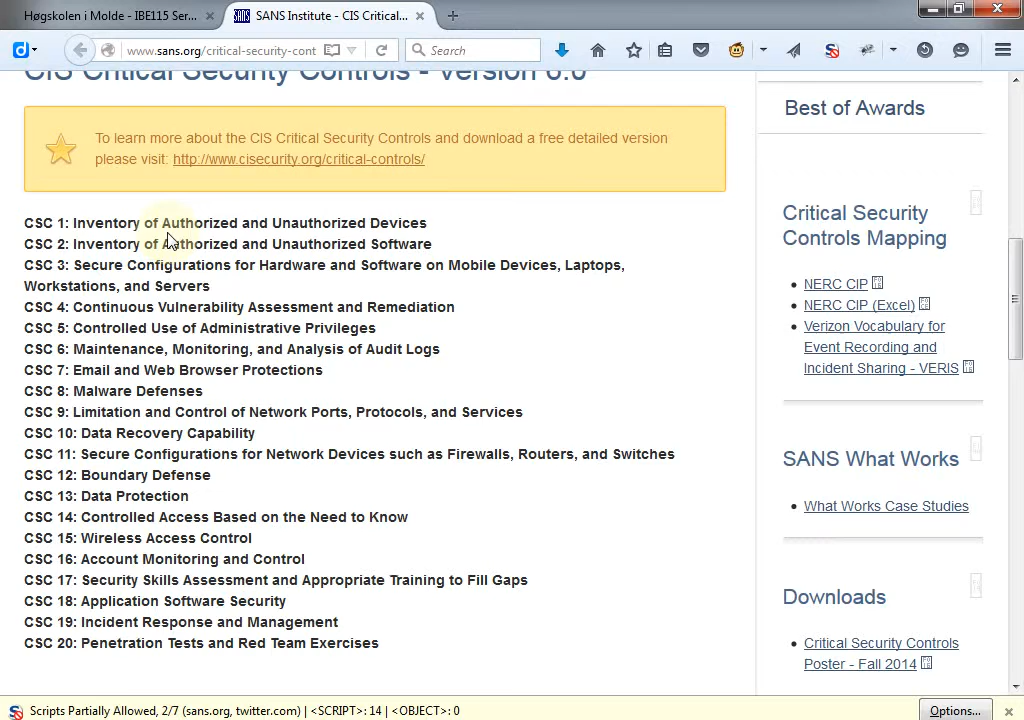 Høgskolen i Molde - IBE115 Ser...
SANS Institute - CIS Critical...
www.sans.org/critical-security-cont
Search
CIS Critical Security Controls - Version 6.0
To learn more about the CIS Critical Security Controls and download a free detailed version
please visit: http://www.cisecurity.org/critical-controls/
CSC 1: Inventory of Authorized and Unauthorized Devices
CSC 2: Inventory of Authorized and Unauthorized Software
CSC 3: Secure Configurations for Hardware and Software on Mobile Devices, Laptops,
Workstations, and Servers
CSC 4: Continuous Vulnerability Assessment and Remediation
CSC 5: Controlled Use of Administrative Privileges
CSC 6: Maintenance, Monitoring, and Analysis of Audit Logs
CSC 7: Email and Web Browser Protections
CSC 8: Malware Defenses
CSC 9: Limitation and Control of Network Ports, Protocols, and Services
CSC 10: Data Recovery Capability
CSC 11: Secure Configurations for Network Devices such as Firewalls, Routers, and Switches
CSC 12: Boundary Defense
CSC 13: Data Protection
CSC 14: Controlled Access Based on the Need to Know
CSC 15: Wireless Access Control
CSC 16: Account Monitoring and Control
CSC 17: Security Skills Assessment and Appropriate Training to Fill Gaps
CSC 18: Application Software Security
CSC 19: Incident Response and Management
CSC 20: Penetration Tests and Red Team Exercises
Best of Awards
Critical Security
Controls Mapping
NERC CIP
NERC CIP (Excel)
Verizon Vocabulary for
Event Recording and
Incident Sharing - VERIS
SANS What Works
What Works Case Studies
Downloads
Critical Security Controls
Poster - Fall 2014
Scripts Partially Allowed, 2/7 (sans.org, twitter.com) | <SCRIPT>: 14 | <OBJECT>: 0
Options...